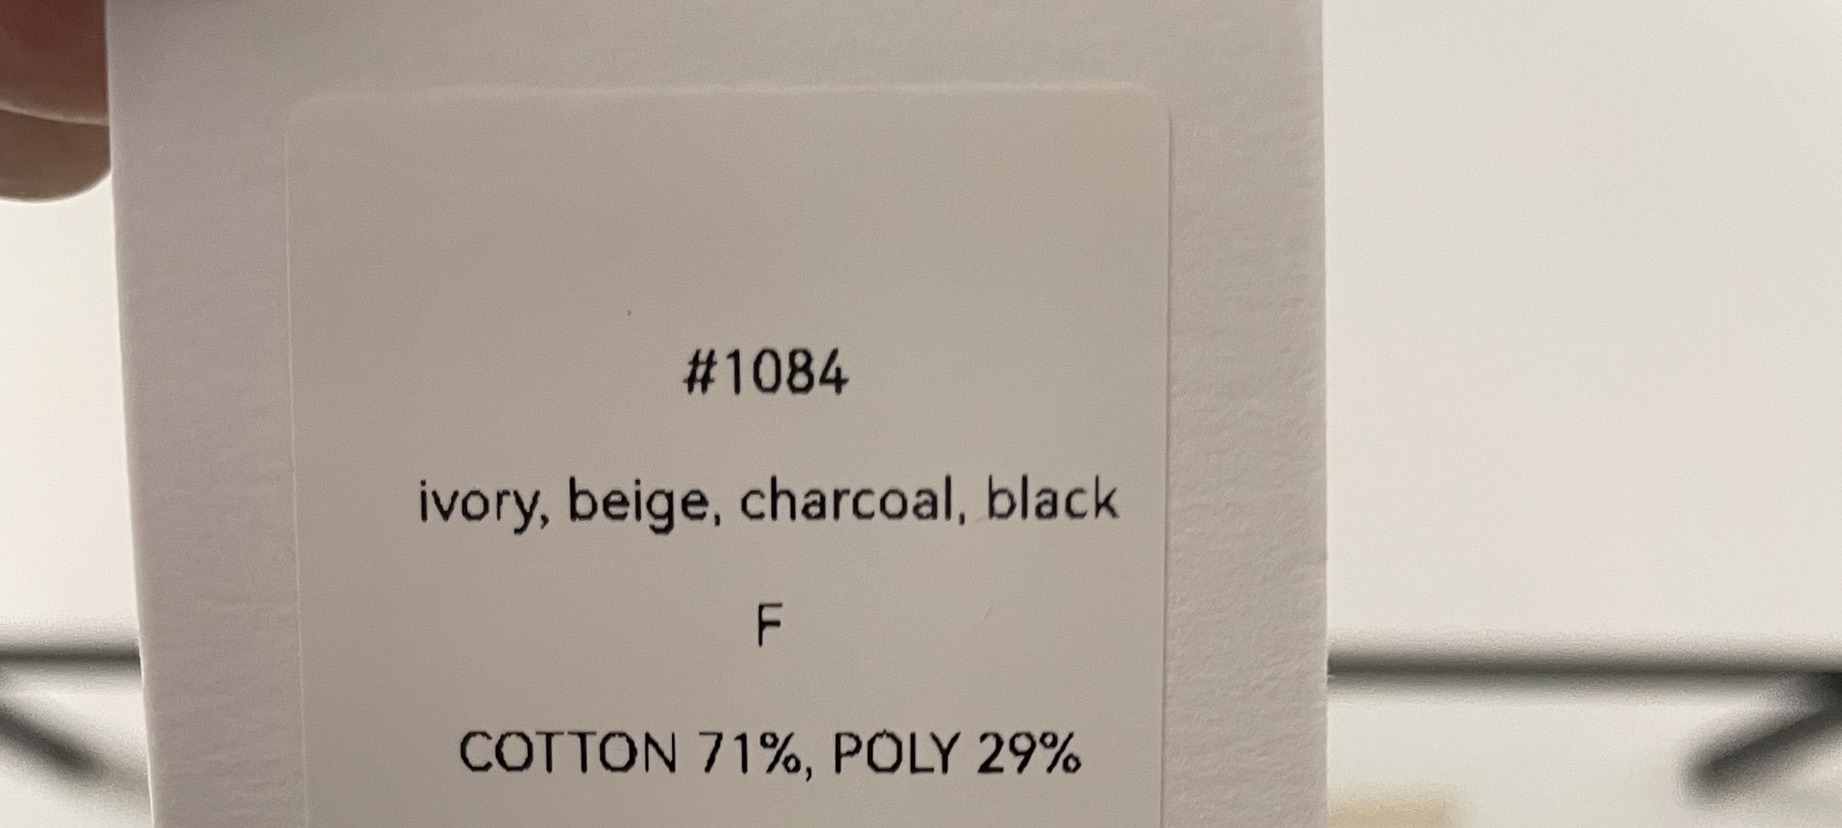 #1084
ivory, beige, charcoal, black
F
COTTON 71%, POLY 29%